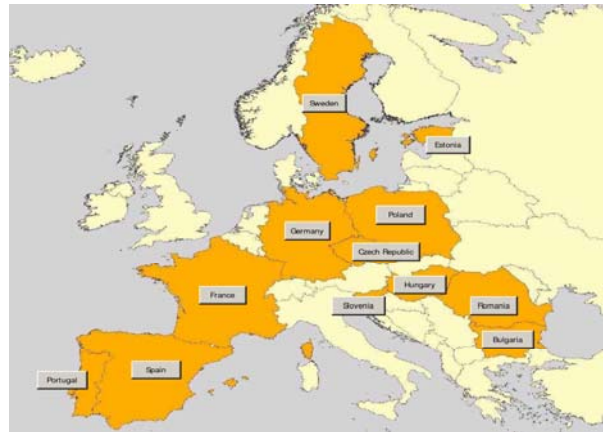 Sweden
Estonia
Poland
Germany
Czech Republic
Hungary
France
Slovenia
Romania
Bulgaria
Spain
Portugal